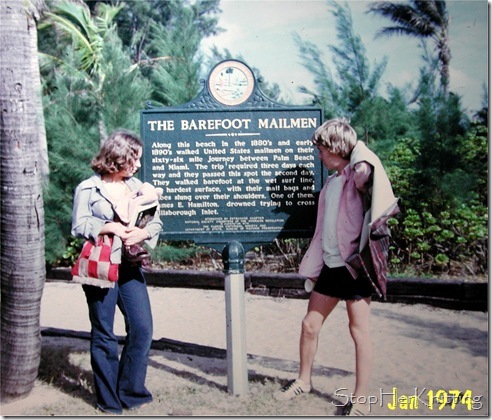 THE BAREFOOT MAILMEN
Along this beach in the 1880's and early
1890's walked United States mailmen on their
sixty-six mile journey between Palm Beach
and Miami. The trip required three days each
way and they passed this spot the second day.
They walked barefoot at the wet surf line,
hardest surface, with their mail bags and
slung over their shoulders. One of them,
E. Hamilton, drowned trying to cross
Hillsborough Inlet.
Jan 1974
StopHerKnitting